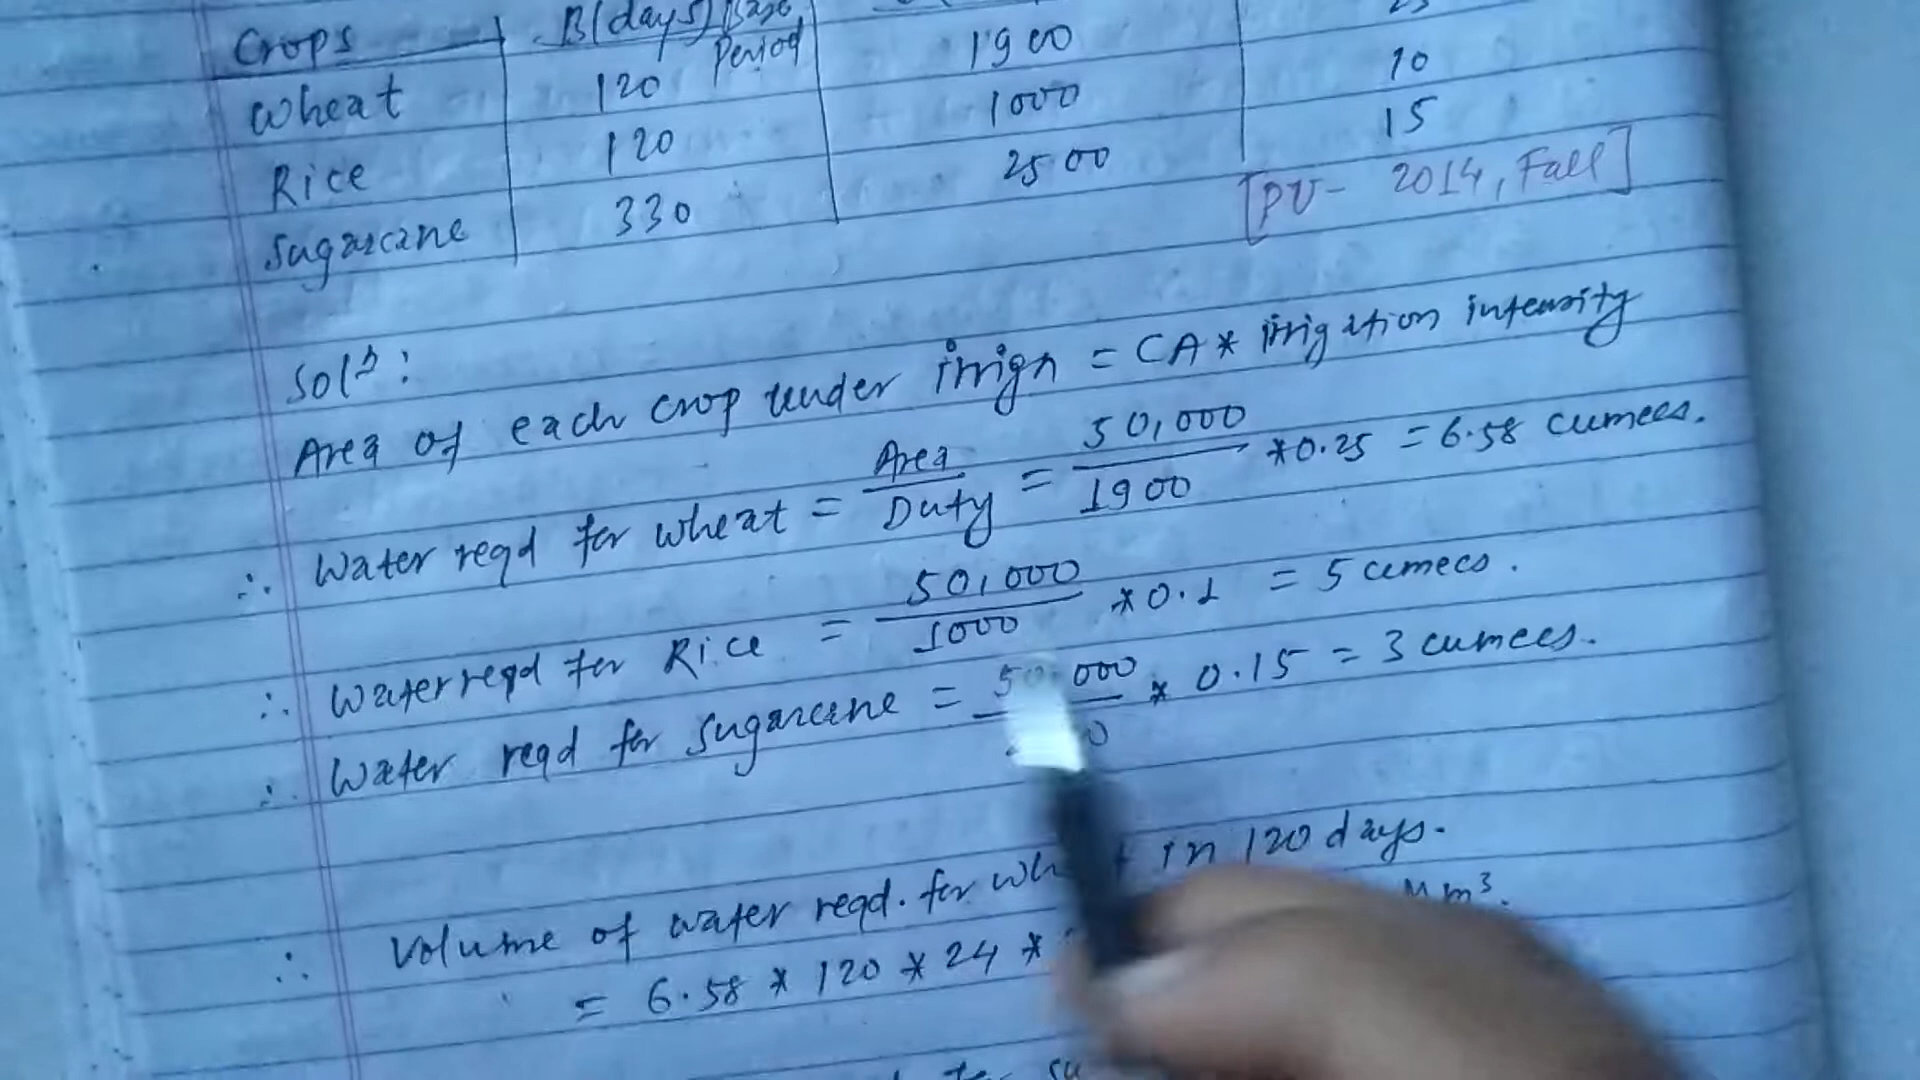 Crops B(days) Base Period 1900
Wheat 120 1000 10
Rice 120 2500 15
Sugarcane 330 [PU- 2014, Fall]
Solⁿ:
Area of each crop under irrign = CA * irrigation intensity
∴ Water reqd for wheat = Area / Duty = 50,000 / 1900 * 0.25 = 6.58 cumecs.
∴ Water reqd for Rice = 50,000 / 1000 * 0.1 = 5 cumecs.
∴ Water reqd for sugarcane = 000 * 0.15 = 3 cumecs.
∴ Volume of water reqd. for in 120 days.
= 6.58 * 120 * 24 * Mm³.